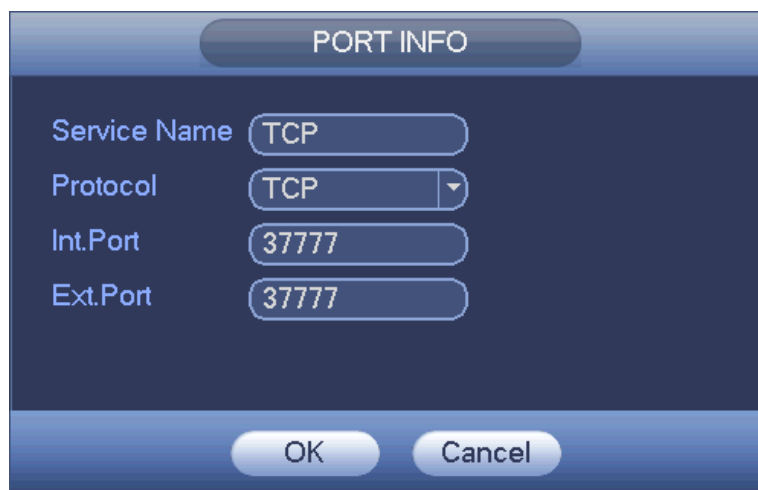 PORT INFO
Service Name TCP
Protocol TCP
Int.Port 37777
Ext.Port 37777
OK Cancel